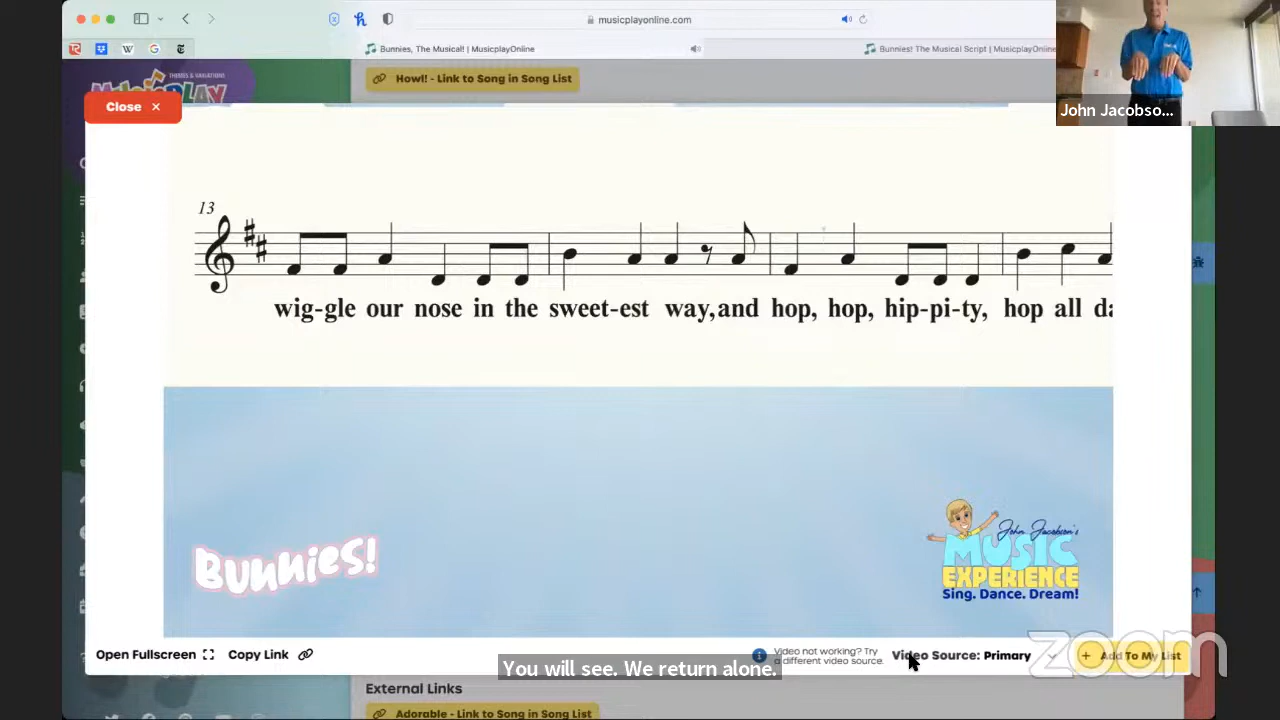 musicplayonline.com
Bunnies, The Musical! | MusicplayOnline
Bunnies! The Musical Script | MusicplayOnline
THEMES & VARIATIONS
Howl! - Link to Song in Song List
Close ×
John Jacobso...
13
wig-gle our nose in the sweet-est way,and hop, hop, hip-pi-ty, hop all da
BUNNIES!
John Jacobson's
MUSIC
EXPERIENCE
Sing. Dance. Dream!
Open Fullscreen
Copy Link
Video not working? Try
a different video source.
Video Source: Primary
+ Add To My List
zoom
You will see. We return alone.
External Links
Adorable - Link to Song in Song List